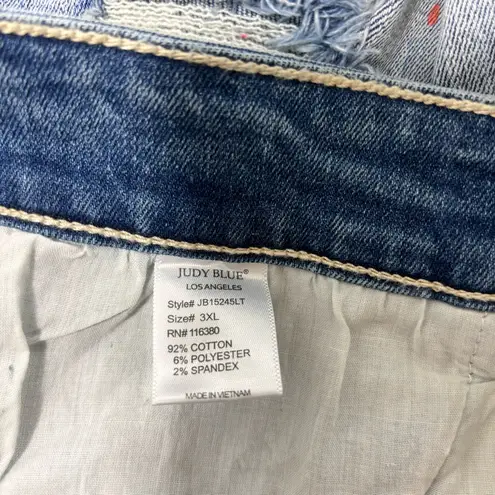 JUDY BLUE®
LOS ANGELES
Style# JB15245LT
Size# 3XL
RN# 116380
92% COTTON
6% POLYESTER
2% SPANDEX
MADE IN VIETNAM